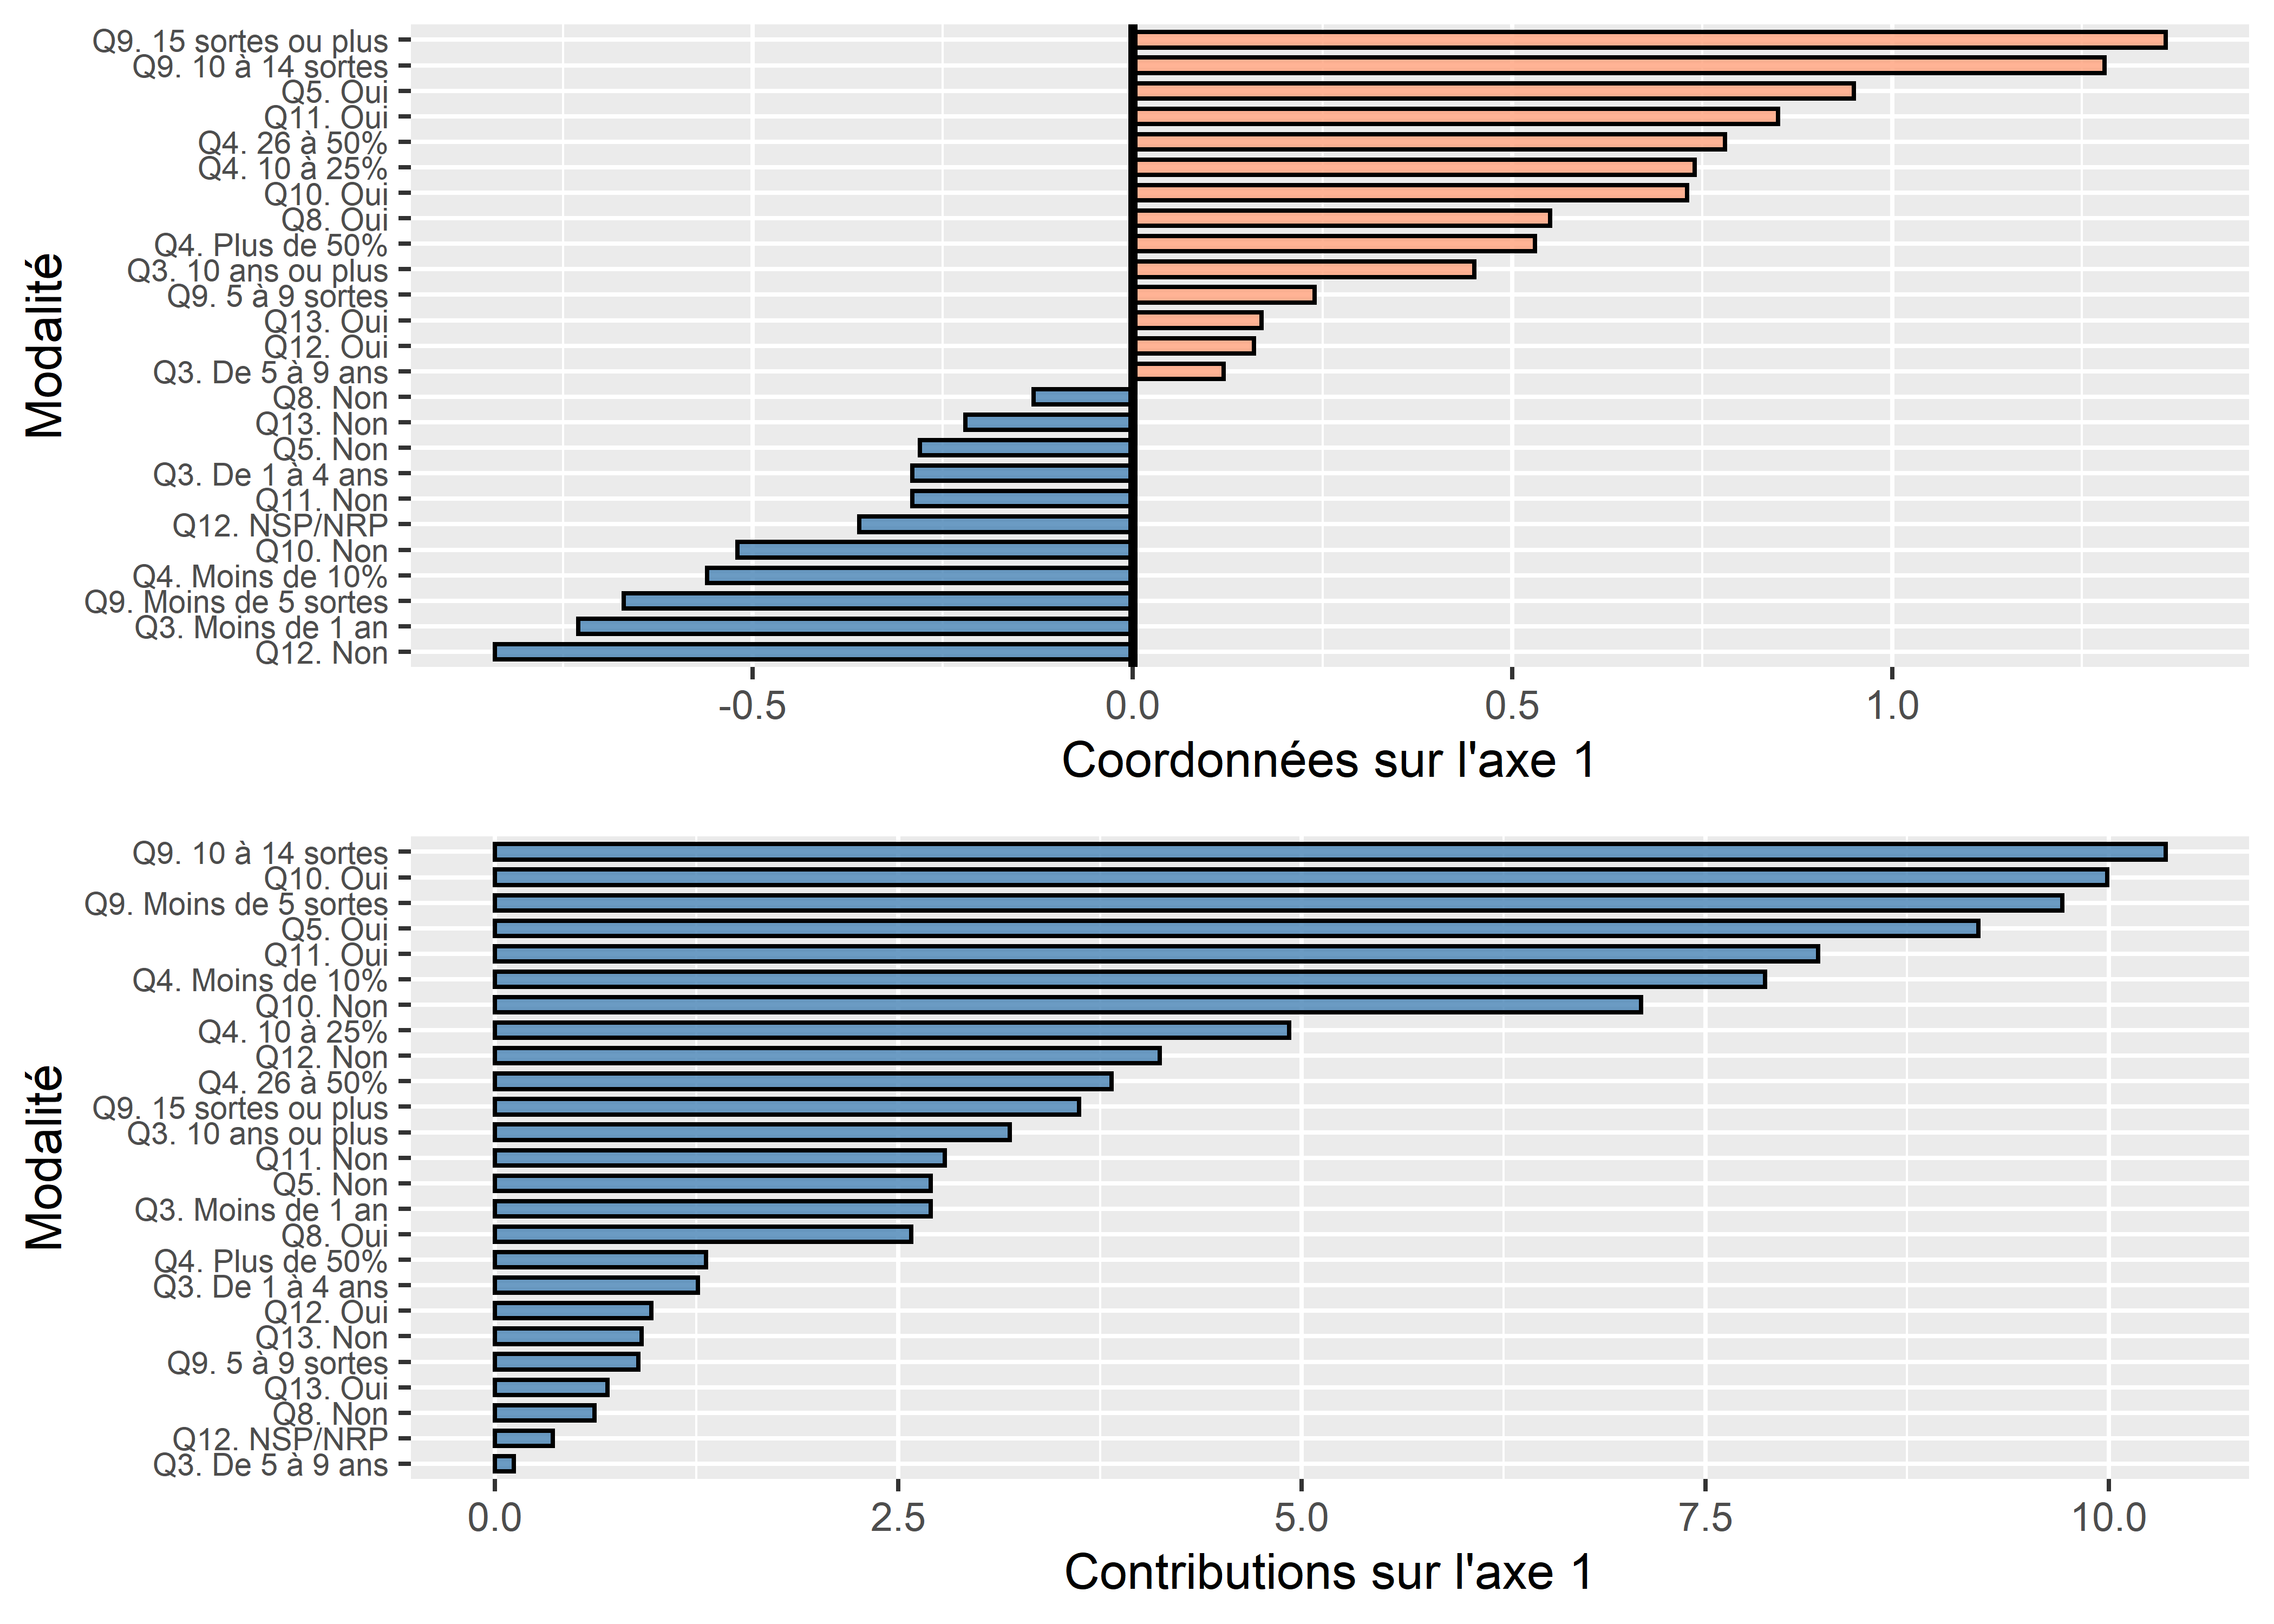 Modalité
Q9. 15 sortes ou plus
Q9. 10 à 14 sortes
Q5. Oui
Q11. Oui
Q4. 26 à 50%
Q4. 10 à 25%
Q10. Oui
Q8. Oui
Q4. Plus de 50%
Q3. 10 ans ou plus
Q9. 5 à 9 sortes
Q13. Oui
Q12. Oui
Q3. De 5 à 9 ans
Q8. Non
Q13. Non
Q5. Non
Q3. De 1 à 4 ans
Q11. Non
Q12. NSP/NRP
Q10. Non
Q4. Moins de 10%
Q9. Moins de 5 sortes
Q3. Moins de 1 an
Q12. Non
-0.5 0.0 0.5 1.0
Coordonnées sur l'axe 1
Modalité
Q9. 10 à 14 sortes
Q10. Oui
Q9. Moins de 5 sortes
Q5. Oui
Q11. Oui
Q4. Moins de 10%
Q10. Non
Q4. 10 à 25%
Q12. Non
Q4. 26 à 50%
Q9. 15 sortes ou plus
Q3. 10 ans ou plus
Q11. Non
Q5. Non
Q3. Moins de 1 an
Q8. Oui
Q4. Plus de 50%
Q3. De 1 à 4 ans
Q12. Oui
Q13. Non
Q9. 5 à 9 sortes
Q13. Oui
Q8. Non
Q12. NSP/NRP
Q3. De 5 à 9 ans
0.0 2.5 5.0 7.5 10.0
Contributions sur l'axe 1